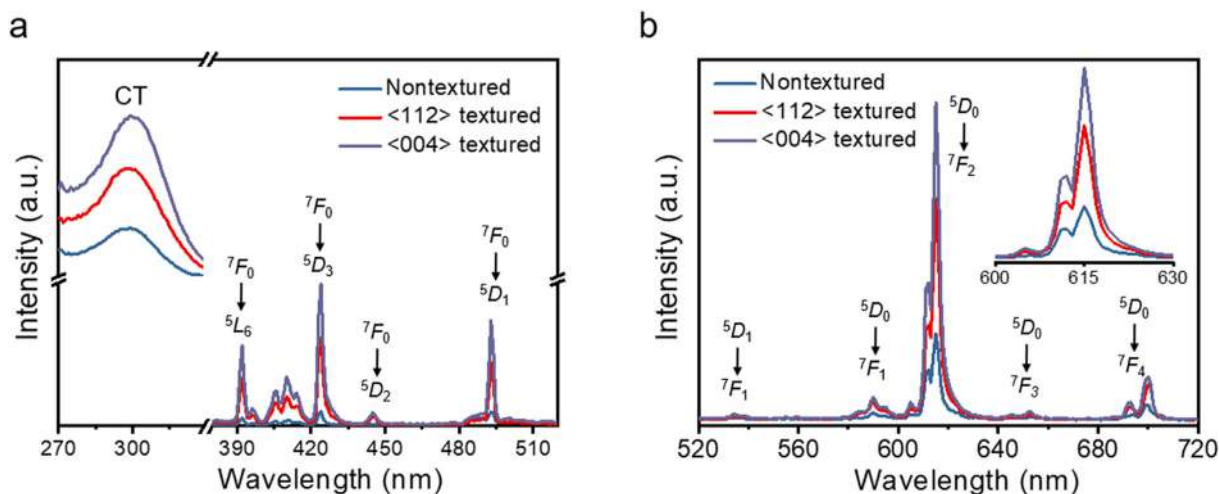 a
Intensity (a.u.)
Nontextured
<112> textured
<004> textured
CT
⁷F₀
⁵L₆
⁷F₀
⁵D₃
⁷F₀
⁵D₂
⁷F₀
⁵D₁
270 300 390 420 450 480 510
Wavelength (nm)
b
Intensity (a.u.)
Nontextured
<112> textured
<004> textured
⁵D₀
⁷F₂
600 615 630
⁵D₁
⁷F₁
⁵D₀
⁷F₁
⁵D₀
⁷F₃
⁵D₀
⁷F₄
520 560 600 640 680 720
Wavelength (nm)